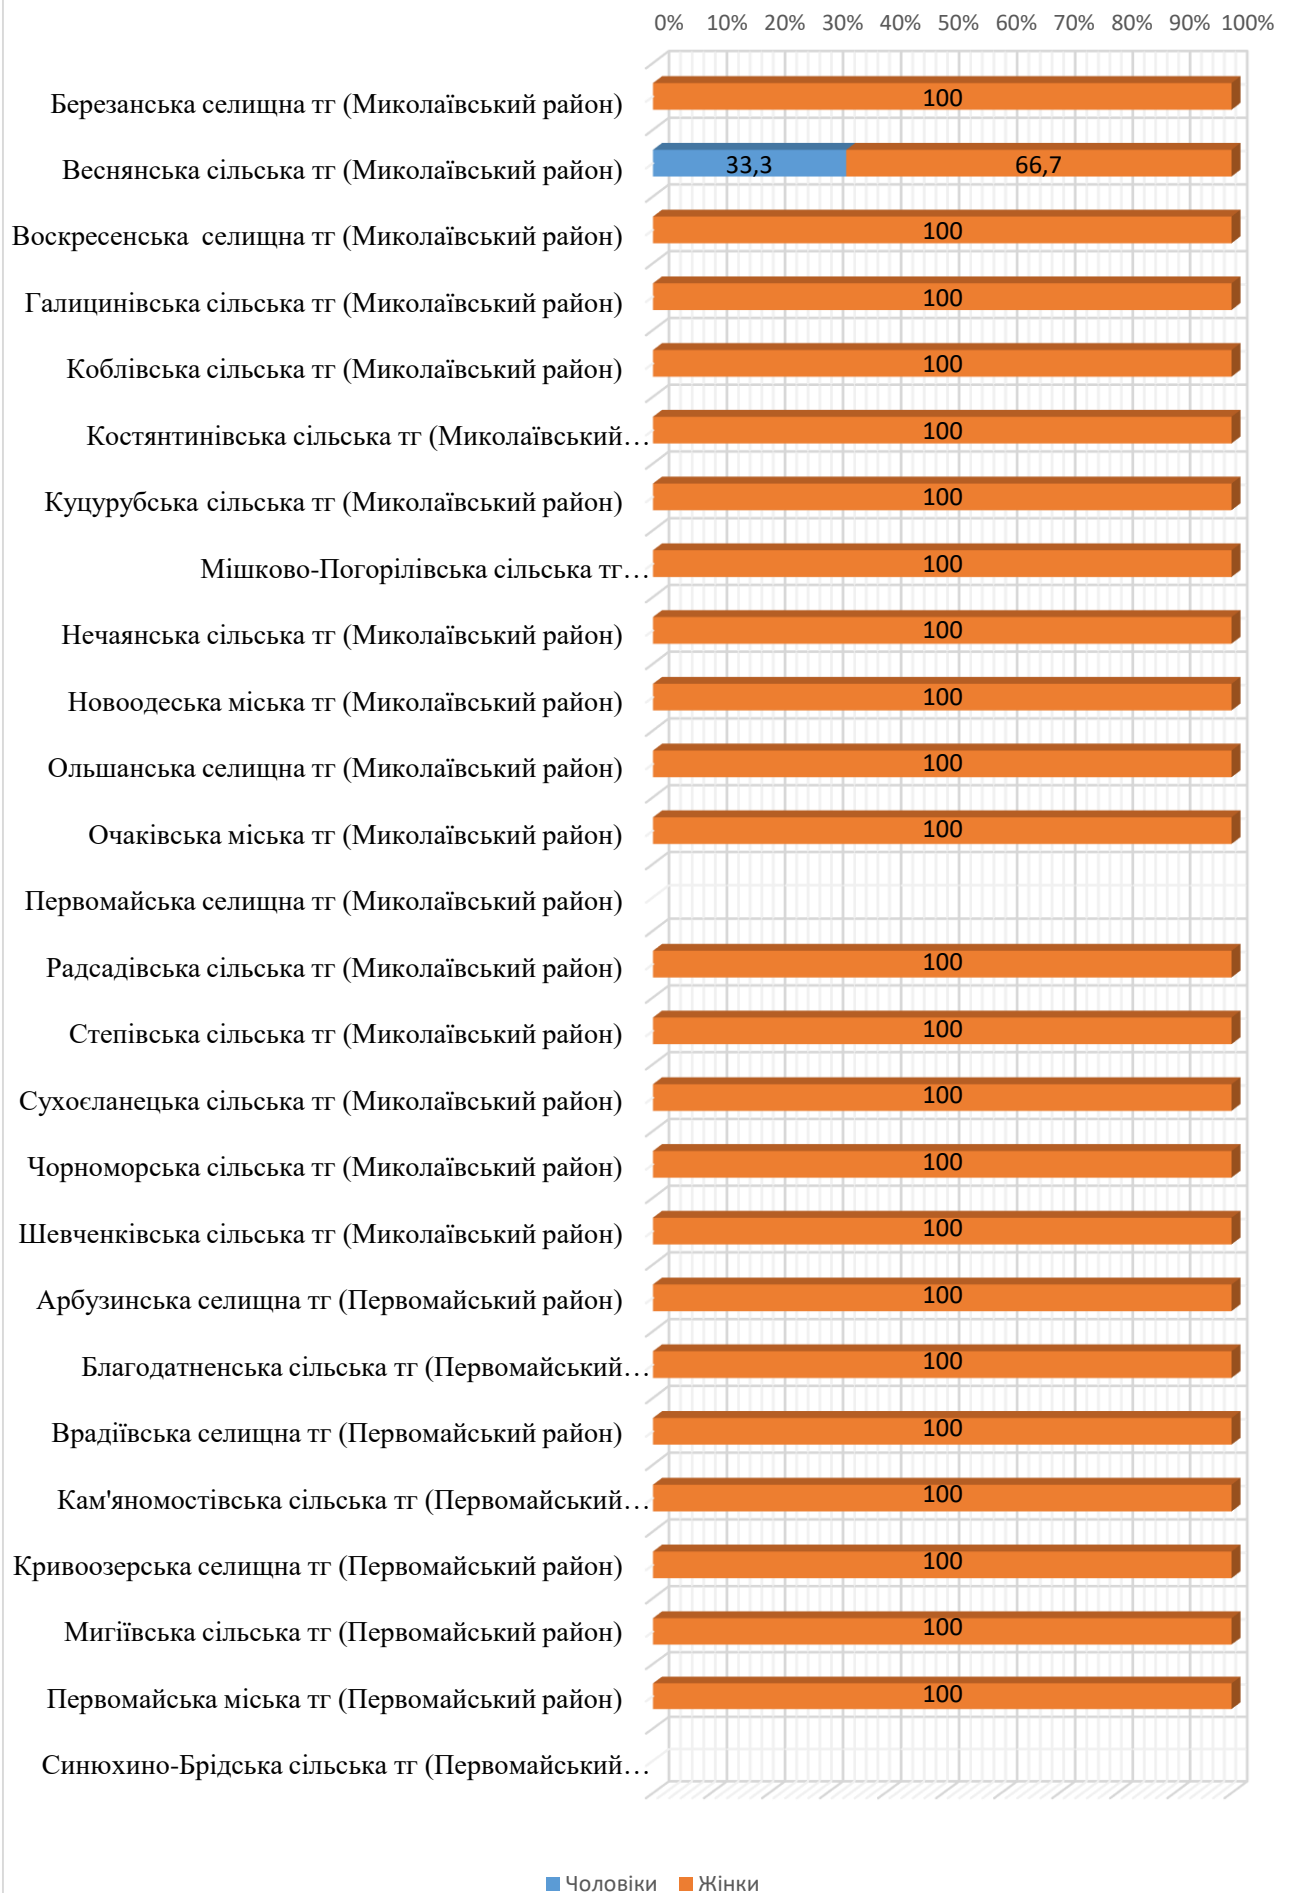 0% 10% 20% 30% 40% 50% 60% 70% 80% 90% 100%
Березанська селищна тг (Миколаївський район) 100
Веснянська сільська тг (Миколаївський район) 33,3 66,7
Воскресенська селищна тг (Миколаївський район) 100
Галицинівська сільська тг (Миколаївський район) 100
Коблівська сільська тг (Миколаївський район) 100
Костянтинівська сільська тг (Миколаївський… 100
Куцурубська сільська тг (Миколаївський район) 100
Мішково-Погорілівська сільська тг… 100
Нечаянська сільська тг (Миколаївський район) 100
Новоодеська міська тг (Миколаївський район) 100
Ольшанська селищна тг (Миколаївський район) 100
Очаківська міська тг (Миколаївський район) 100
Первомайська селищна тг (Миколаївський район)
Радсадівська сільська тг (Миколаївський район) 100
Степівська сільська тг (Миколаївський район) 100
Сухоєланецька сільська тг (Миколаївський район) 100
Чорноморська сільська тг (Миколаївський район) 100
Шевченківська сільська тг (Миколаївський район) 100
Арбузинська селищна тг (Первомайський район) 100
Благодатненська сільська тг (Первомайський… 100
Врадіївська селищна тг (Первомайський район) 100
Кам'яномостівська сільська тг (Первомайський… 100
Кривоозерська селищна тг (Первомайський район) 100
Мигіївська сільська тг (Первомайський район) 100
Первомайська міська тг (Первомайський район) 100
Синюхино-Брідська сільська тг (Первомайський…
Чоловіки Жінки